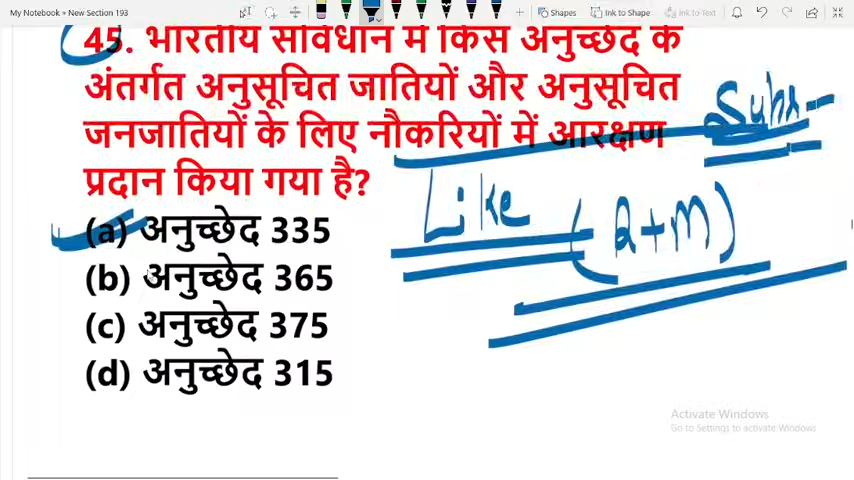 My Notebook » New Section 193
Shapes
Ink to Shape
Ink to Text
45. भारतीय संविधान में किस अनुच्छेद के
अंतर्गत अनुसूचित जातियों और अनुसूचित
जनजातियों के लिए नौकरियों में आरक्षण
प्रदान किया गया है?
Like
(a) अनुच्छेद 335
(b) अनुच्छेद 365
(c) अनुच्छेद 375
(d) अनुच्छेद 315
Activate Windows
Go to Settings to activate Windows.